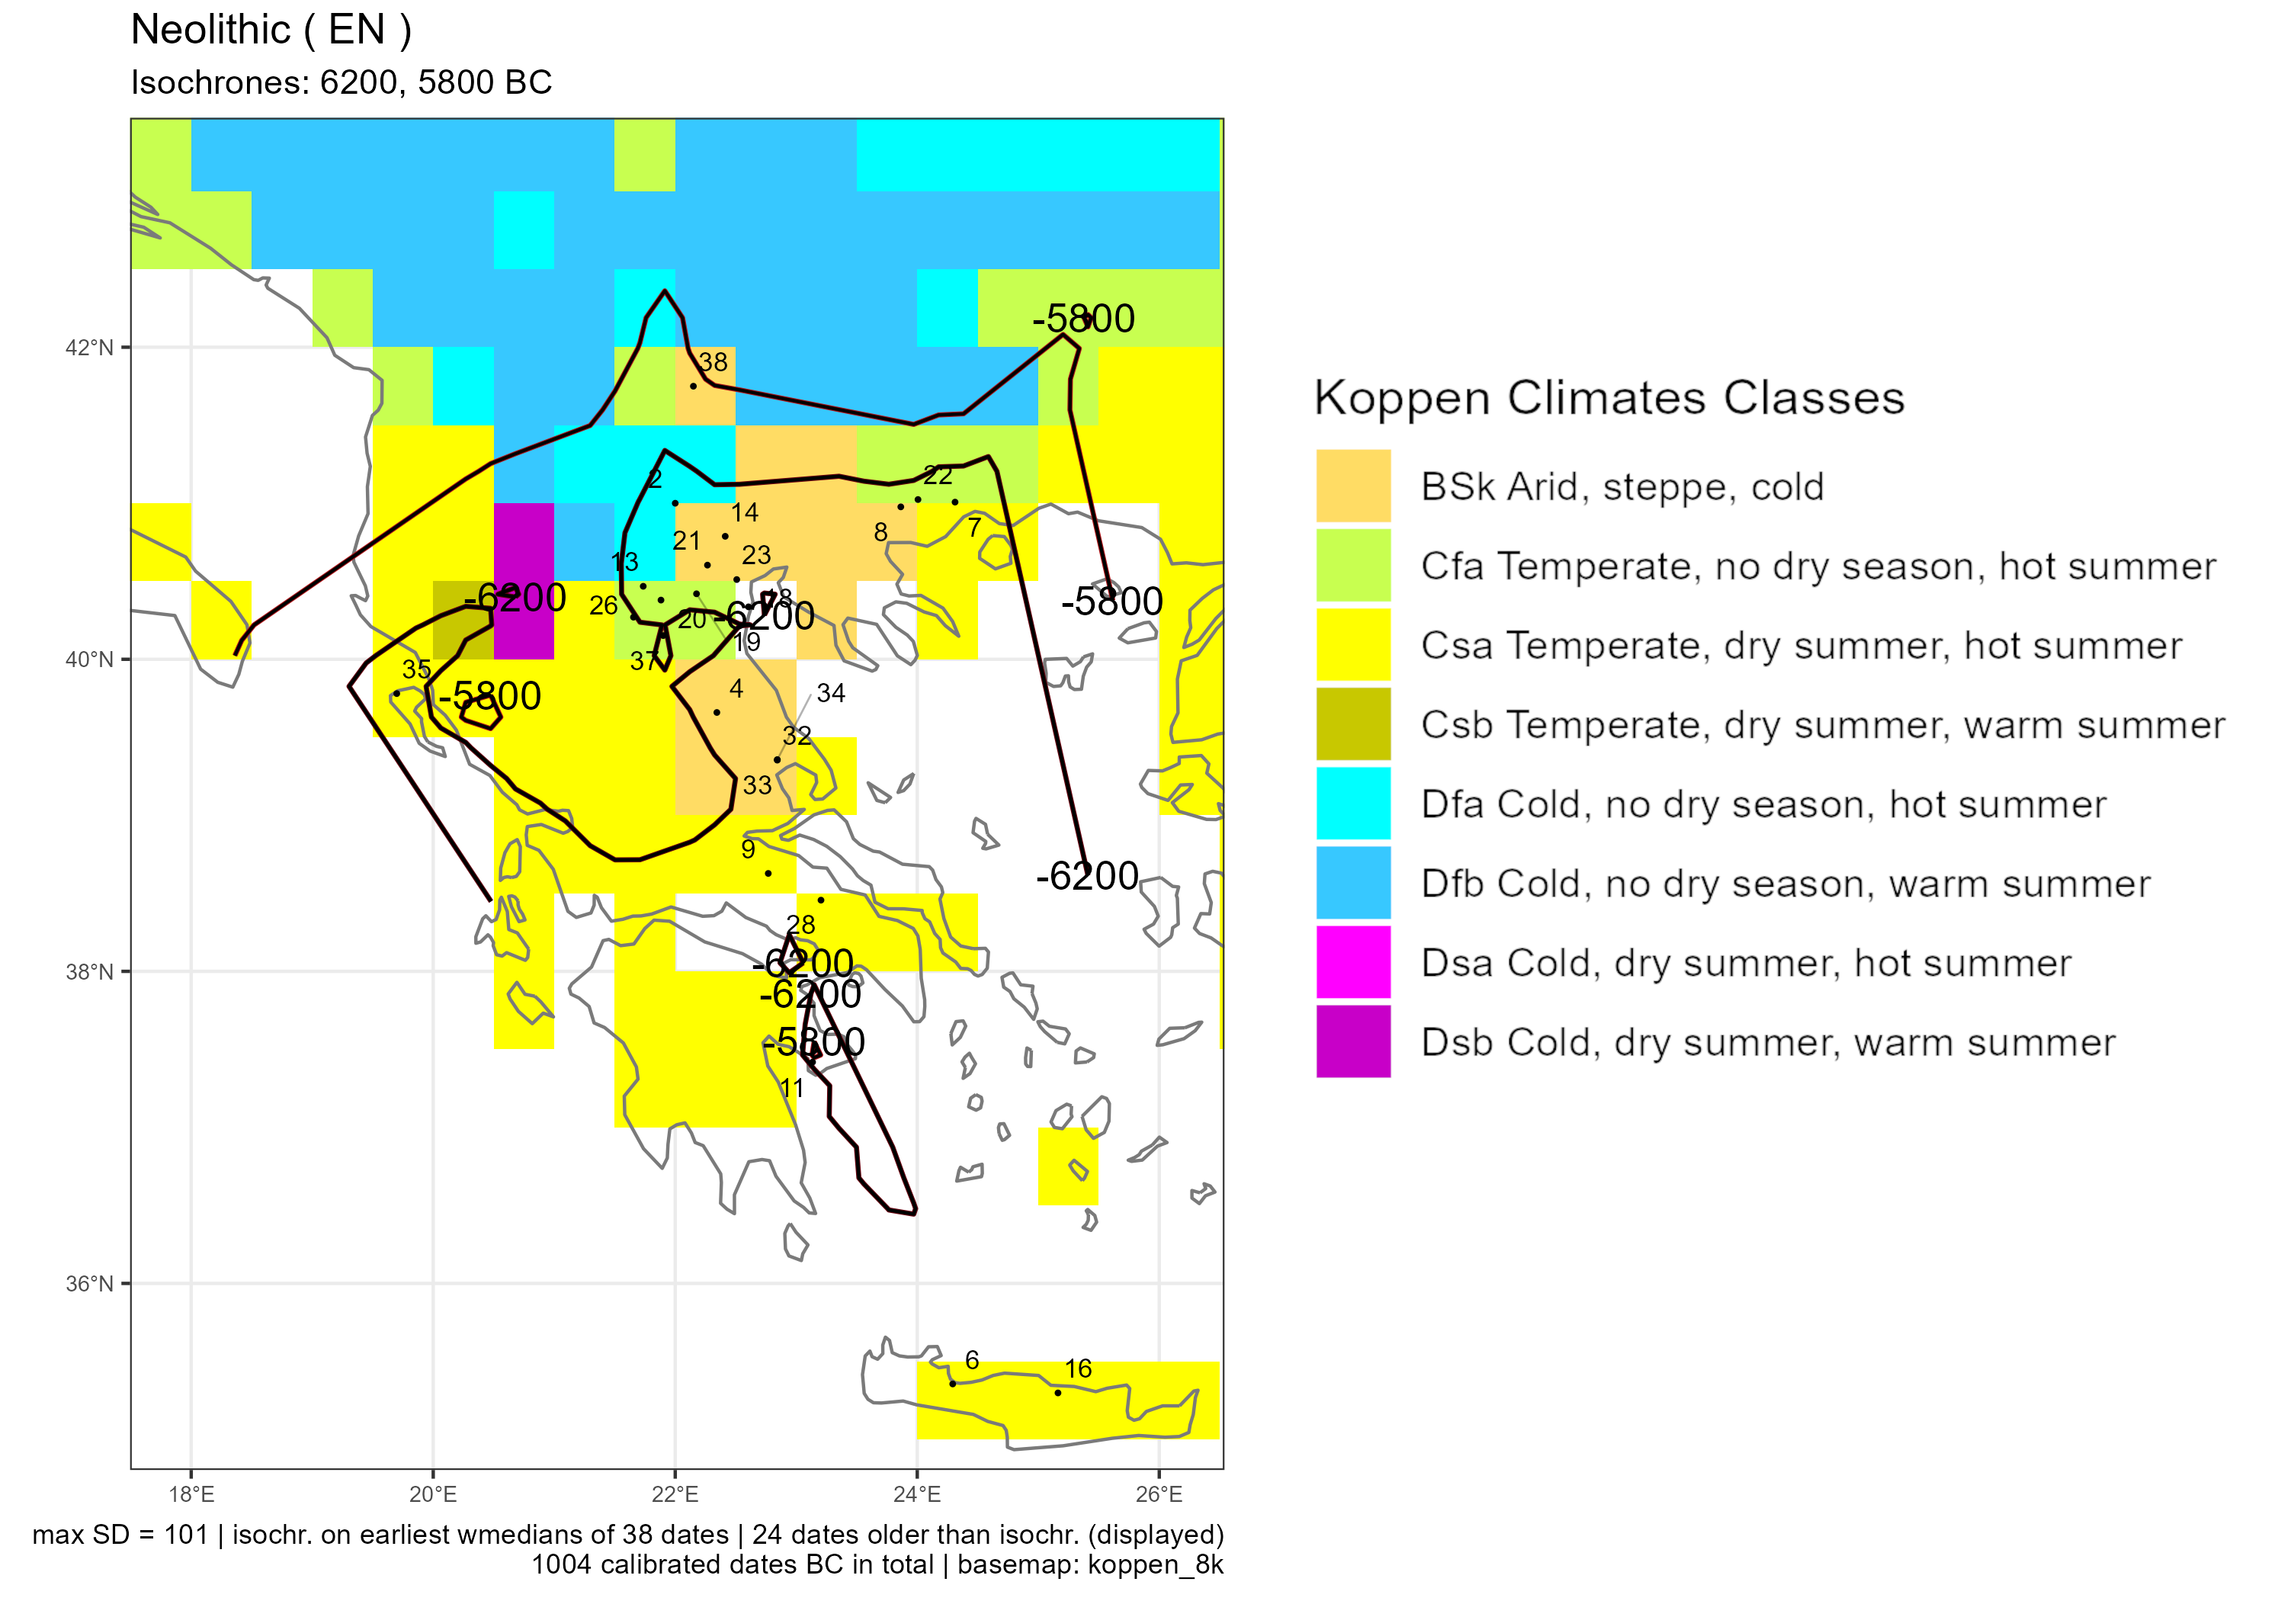 Neolithic ( EN )
Isochrones: 6200, 5800 BC
-5800
42°N
38
2
22
14
8
7
21
23
13
-6200
18
-5800
26
-6200
20
19
40°N
37
35
4
34
-5800
32
33
9
-6200
28
-6200
38°N
-6200
-5800
11
36°N
6
16
18°E
20°E
22°E
24°E
26°E
max SD = 101 | isochr. on earliest wmedians of 38 dates | 24 dates older than isochr. (displayed)
1004 calibrated dates BC in total | basemap: koppen_8k
Koppen Climates Classes
BSk Arid, steppe, cold
Cfa Temperate, no dry season, hot summer
Csa Temperate, dry summer, hot summer
Csb Temperate, dry summer, warm summer
Dfa Cold, no dry season, hot summer
Dfb Cold, no dry season, warm summer
Dsa Cold, dry summer, hot summer
Dsb Cold, dry summer, warm summer